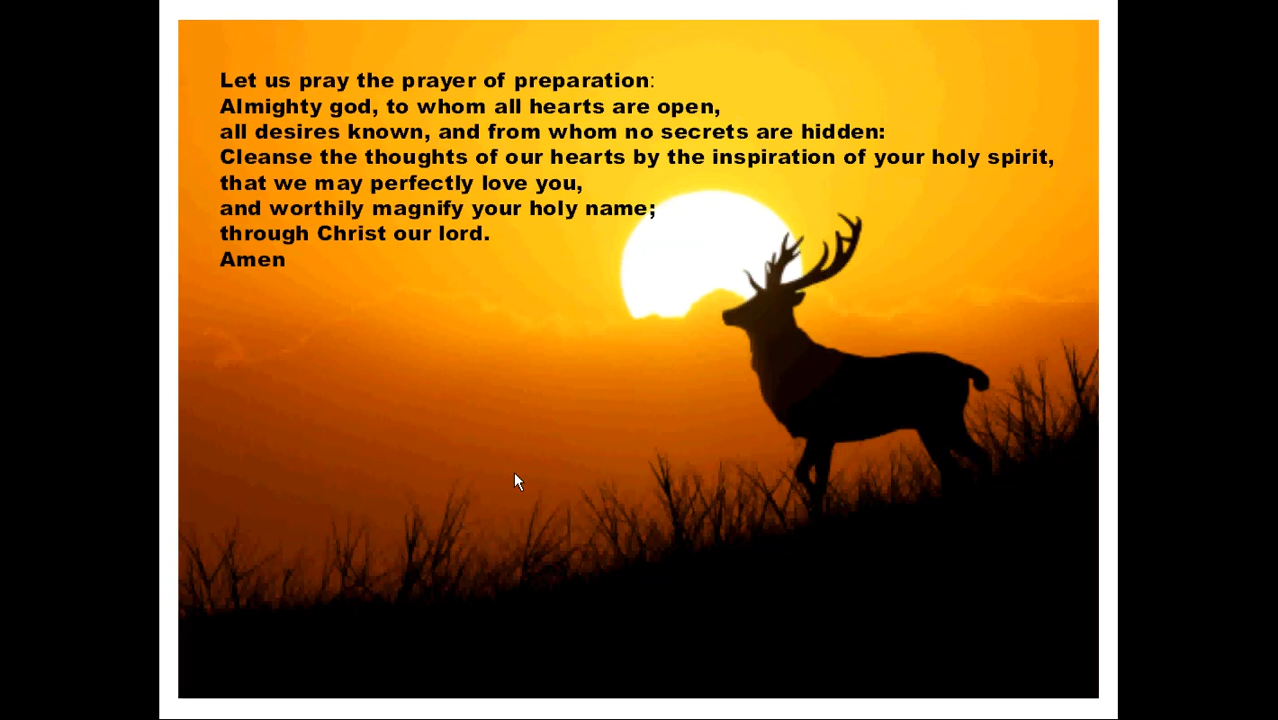 Let us pray the prayer of preparation:
Almighty god, to whom all hearts are open,
all desires known, and from whom no secrets are hidden:
Cleanse the thoughts of our hearts by the inspiration of your holy spirit,
that we may perfectly love you,
and worthily magnify your holy name;
through Christ our lord.
Amen